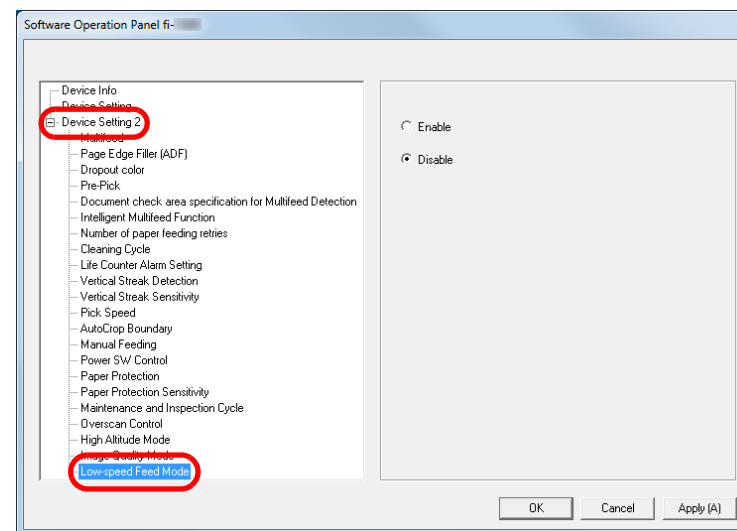 Software Operation Panel fi-
Device Info
Device Setting
Device Setting 2
Multifeed
Page Edge Filler (ADF)
Dropout color
Pre-Pick
Document check area specification for Multifeed Detection
Intelligent Multifeed Function
Number of paper feeding retries
Cleaning Cycle
Life Counter Alarm Setting
Vertical Streak Detection
Vertical Streak Sensitivity
Pick Speed
AutoCrop Boundary
Manual Feeding
Power SW Control
Paper Protection
Paper Protection Sensitivity
Maintenance and Inspection Cycle
Overscan Control
High Altitude Mode
Image Quality Mode
Low-speed Feed Mode
Enable
Disable
OK
Cancel
Apply (A)